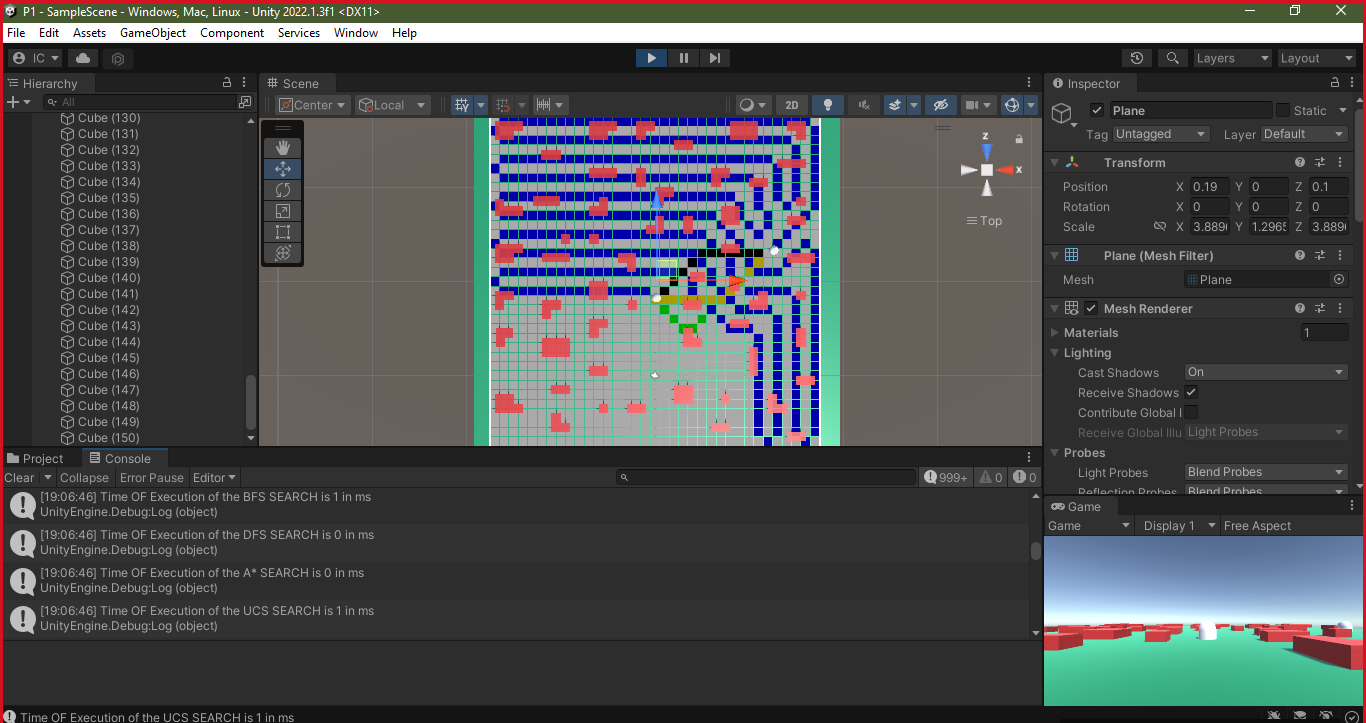 P1 - SampleScene - Windows, Mac, Linux - Unity 2022.1.3f1 <DX11>
File Edit Assets GameObject Component Services Window Help
IC Layers Layout
Hierarchy
All
Cube (130)
Cube (131)
Cube (132)
Cube (133)
Cube (134)
Cube (135)
Cube (136)
Cube (137)
Cube (138)
Cube (139)
Cube (140)
Cube (141)
Cube (142)
Cube (143)
Cube (144)
Cube (145)
Cube (146)
Cube (147)
Cube (148)
Cube (149)
Cube (150)
Scene
Center Local 2D
z
x
Top
Inspector
Plane Static
Tag Untagged Layer Default
Transform
Position X 0.19 Y 0 Z 0.1
Rotation X 0 Y 0 Z 0
Scale X 3.889 Y 1.2965 Z 3.889
Plane (Mesh Filter)
Mesh Plane
Mesh Renderer
Materials 1
Lighting
Cast Shadows On
Receive Shadows
Contribute Global I
Receive Global Illu Light Probes
Probes
Light Probes Blend Probes
Reflection Probes Blend Probes
Project Console
Clear Collapse Error Pause Editor 999+ 0 0
[19:06:46] Time OF Execution of the BFS SEARCH is 1 in ms
UnityEngine.Debug:Log (object)
[19:06:46] Time OF Execution of the DFS SEARCH is 0 in ms
UnityEngine.Debug:Log (object)
[19:06:46] Time OF Execution of the A* SEARCH is 0 in ms
UnityEngine.Debug:Log (object)
[19:06:46] Time OF Execution of the UCS SEARCH is 1 in ms
UnityEngine.Debug:Log (object)
Game
Game Display 1 Free Aspect
Time OF Execution of the UCS SEARCH is 1 in ms